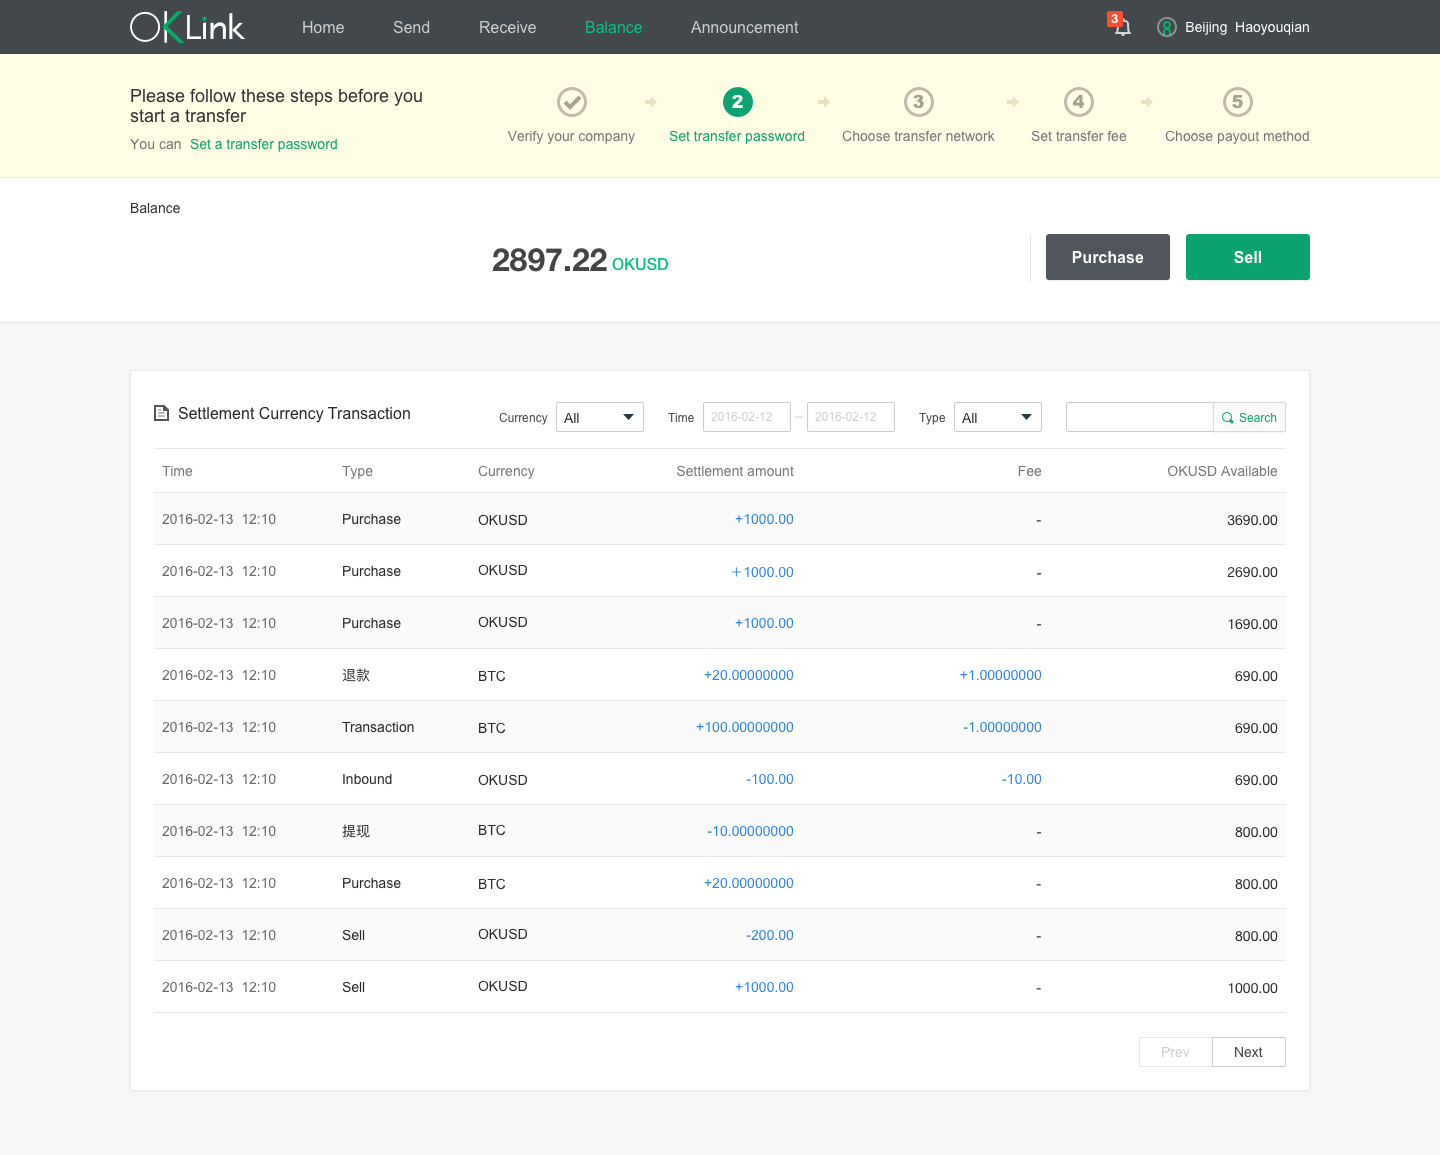 OKLink Home Send Receive Balance Announcement 3 Beijing Haoyouqian
Please follow these steps before you
start a transfer
You can Set a transfer password
2 3 4 5
Verify your company Set transfer password Choose transfer network Set transfer fee Choose payout method
Balance
2897.22 OKUSD
Purchase Sell
Settlement Currency Transaction Currency All Time 2016-02-12 – 2016-02-12 Type All Search
Time Type Currency Settlement amount Fee OKUSD Available
2016-02-13 12:10 Purchase OKUSD +1000.00 - 3690.00
2016-02-13 12:10 Purchase OKUSD +1000.00 - 2690.00
2016-02-13 12:10 Purchase OKUSD +1000.00 - 1690.00
2016-02-13 12:10 退款 BTC +20.00000000 +1.00000000 690.00
2016-02-13 12:10 Transaction BTC +100.00000000 -1.00000000 690.00
2016-02-13 12:10 Inbound OKUSD -100.00 -10.00 690.00
2016-02-13 12:10 提现 BTC -10.00000000 - 800.00
2016-02-13 12:10 Purchase BTC +20.00000000 - 800.00
2016-02-13 12:10 Sell OKUSD -200.00 - 800.00
2016-02-13 12:10 Sell OKUSD +1000.00 - 1000.00
Prev Next